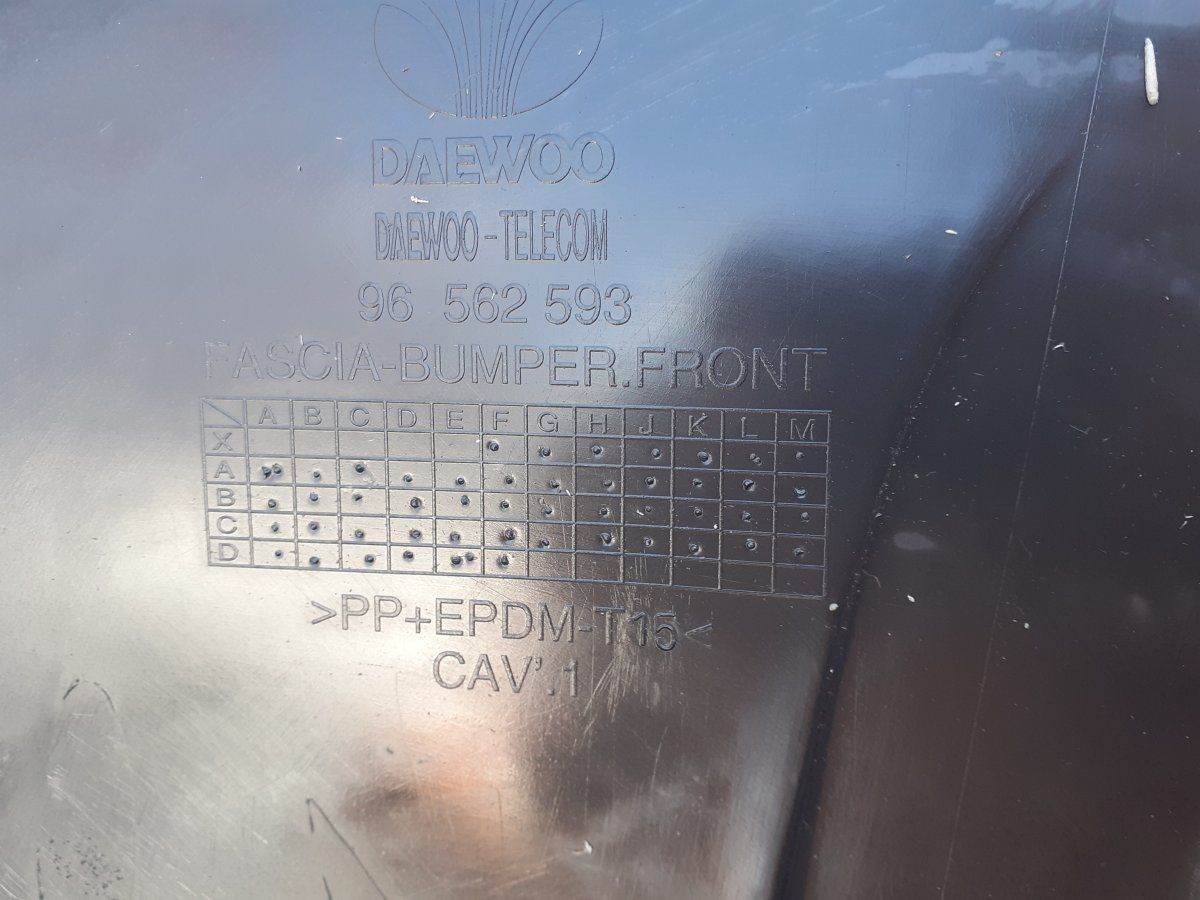 DAEWOO
DAEWOO-TELECOM
96 562 593
FASCIA-BUMPER.FRONT
A B C D E F G H J K L M
X
A
B
C
D
>PP+EPDM-T15<
CAV'.1